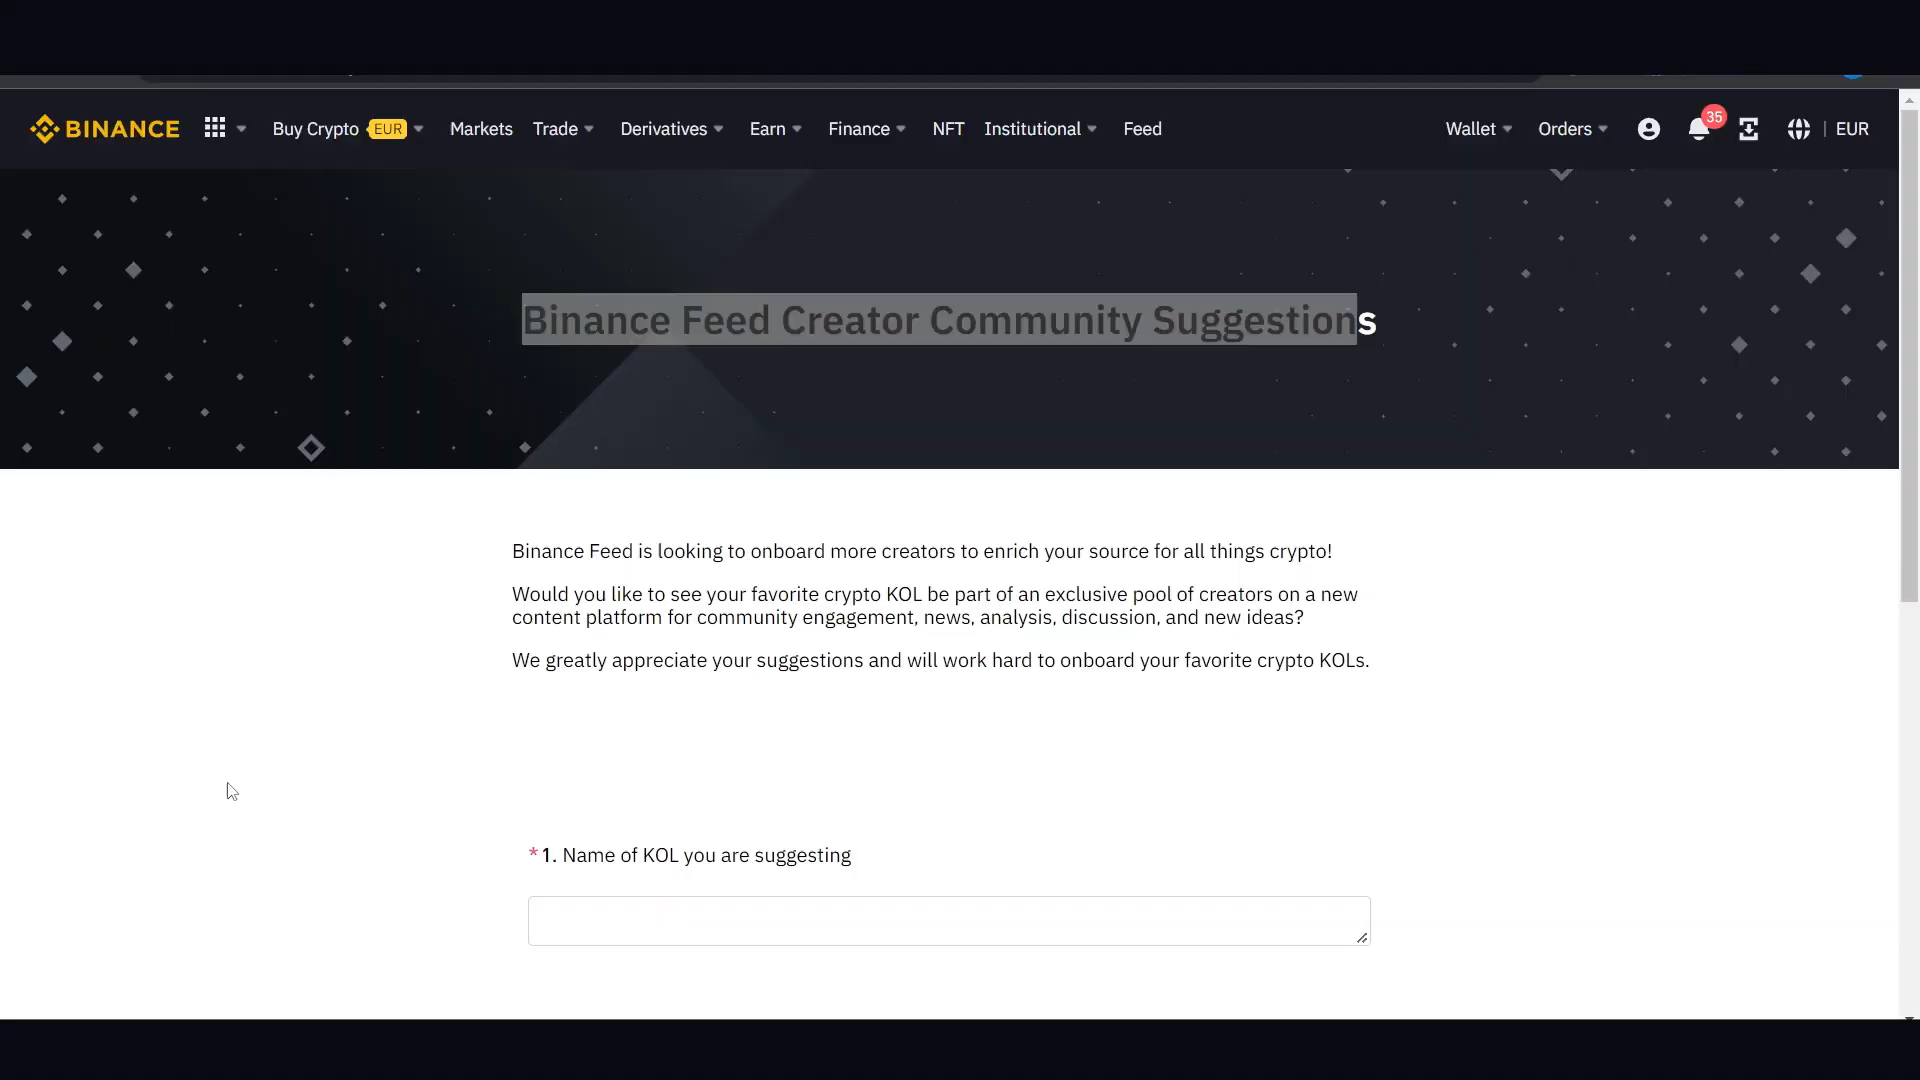 BINANCE Buy Crypto EUR Markets Trade Derivatives Earn Finance NFT Institutional Feed Wallet Orders 35 | EUR
Binance Feed Creator Community Suggestions
Binance Feed is looking to onboard more creators to enrich your source for all things crypto!
Would you like to see your favorite crypto KOL be part of an exclusive pool of creators on a new
content platform for community engagement, news, analysis, discussion, and new ideas?
We greatly appreciate your suggestions and will work hard to onboard your favorite crypto KOLs.
*1. Name of KOL you are suggesting